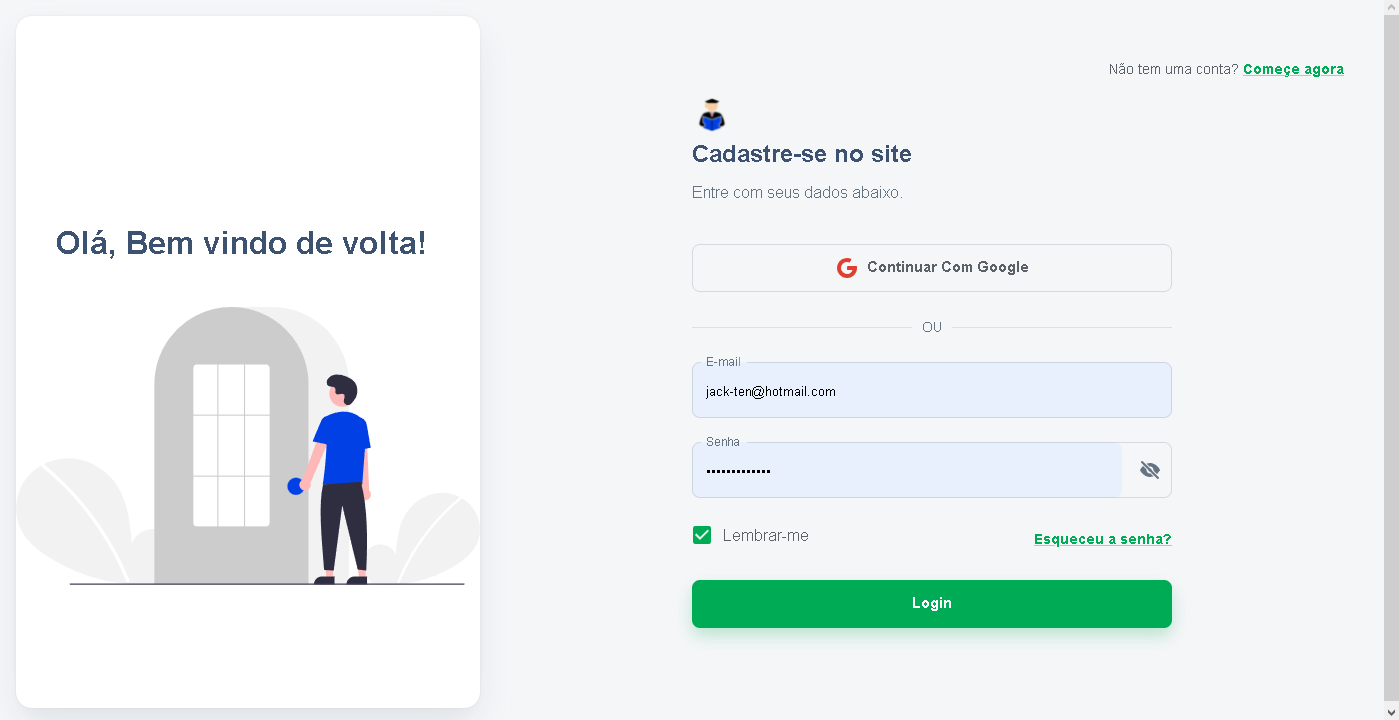 Olá, Bem vindo de volta!
Não tem uma conta? Começe agora
Cadastre-se no site
Entre com seus dados abaixo.
Continuar Com Google
OU
E-mail
jack-ten@hotmail.com
Senha
•••••••••••••
Lembrar-me
Esqueceu a senha?
Login